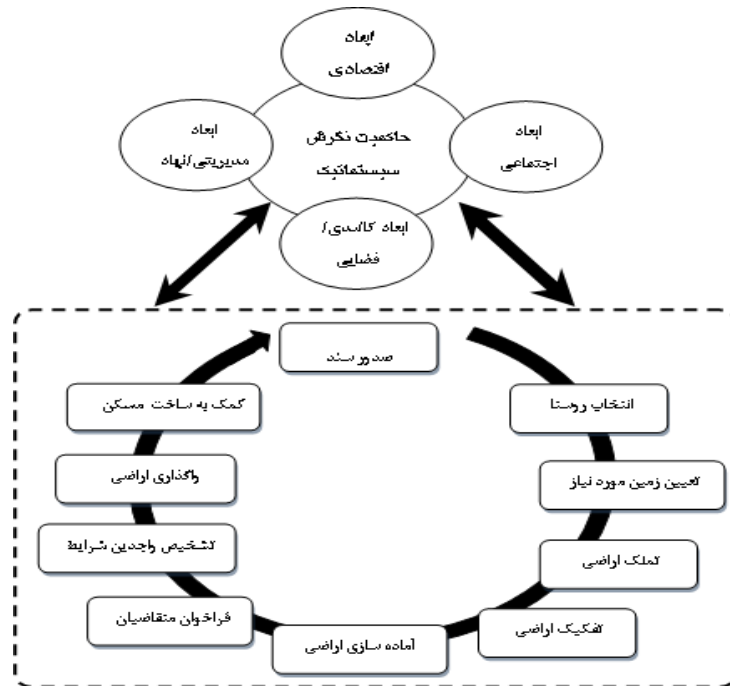 ابعاد
اقتصادی
ابعاد
اجتماعی
حاکمیت نگرش
سیستماتیک
ابعاد
مدیریتی/نهاد
ابعاد کالبدی/
فضایی
صدور سند
انتخاب روستا
تعیین زمین مورد نیاز
تملک اراضی
تفکیک اراضی
آماده سازی اراضی
فراخوان متقاضیان
تشخیص واجدین شرایط
واگذاری اراضی
کمک به ساخت مسکن